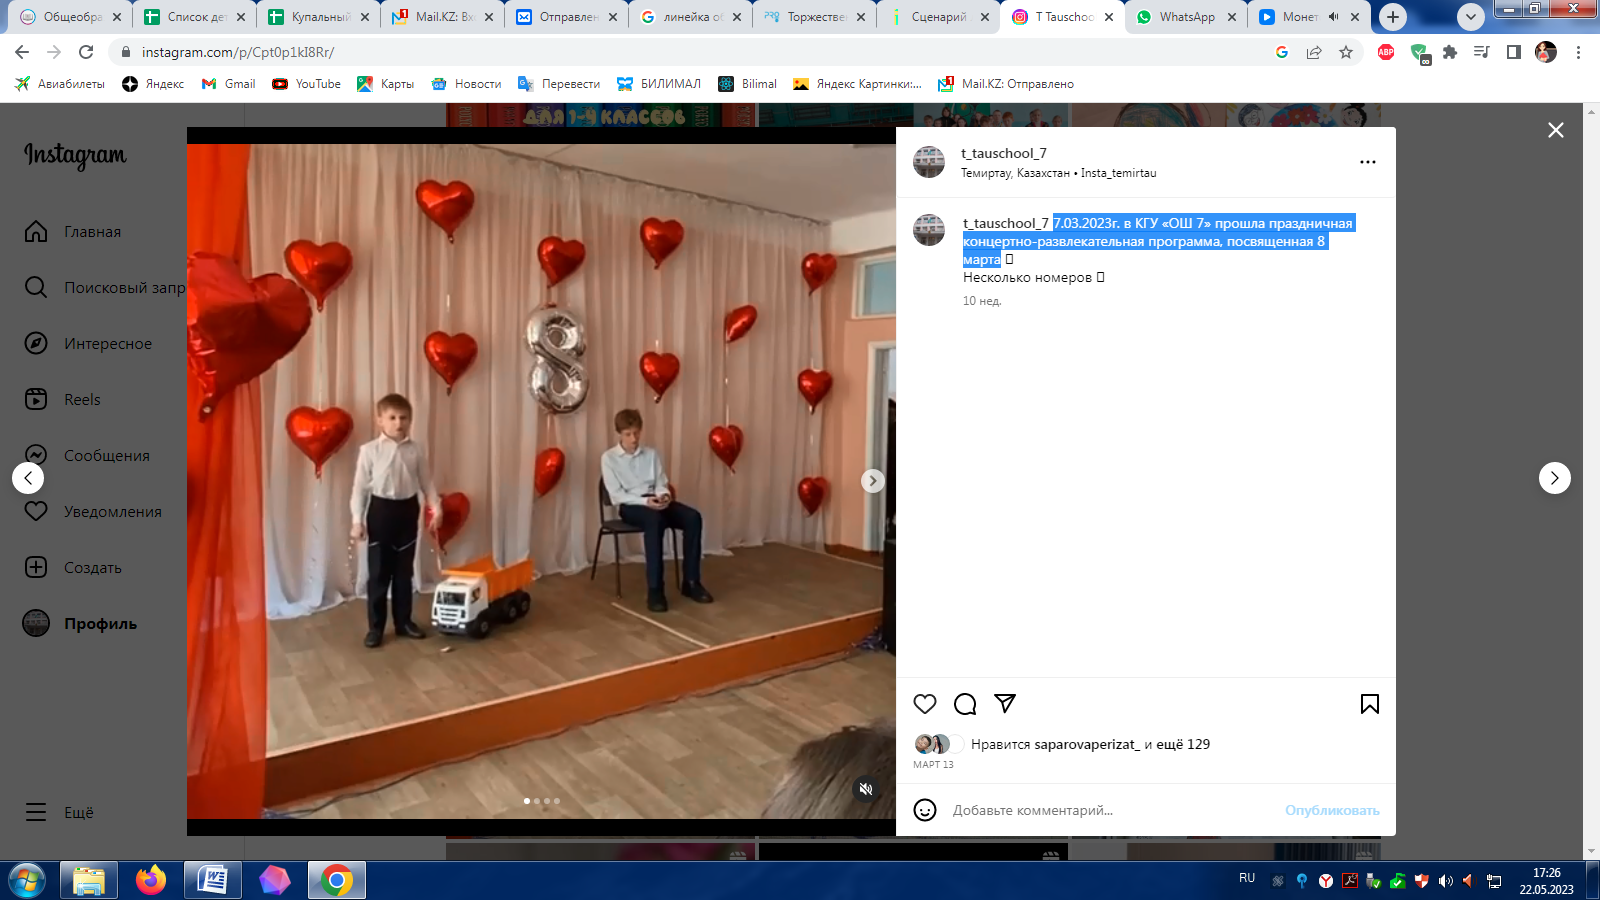 Общеобра
Список дет
Купальный
Mail.KZ: Вх
Отправлен
линейка об
Торжестве
Сценарий
T Tauschoo
WhatsApp
Монет
instagram.com/p/Cpt0p1kI8Rr/
Авиабилеты
Яндекс
Gmail
YouTube
Карты
Новости
Перевести
БИЛИМАЛ
Bilimal
Яндекс Картинки:...
Mail.KZ: Отправлено
ДЛЯ 1-4 КЛАССОВ
Instagram
Главная
Поисковый запр
Интересное
Reels
Сообщения
Уведомления
Создать
Профиль
Ещё
8
t_tauschool_7
Темиртау, Казахстан • Insta_temirtau
t_tauschool_7 7.03.2023г. в КГУ «ОШ 7» прошла праздничная
концертно-развлекательная программа, посвященная 8
марта
Несколько номеров
10 нед.
Нравится saparovaperizat_ и ещё 129
МАРТ 13
Добавьте комментарий...
Опубликовать
RU
17:26
22.05.2023